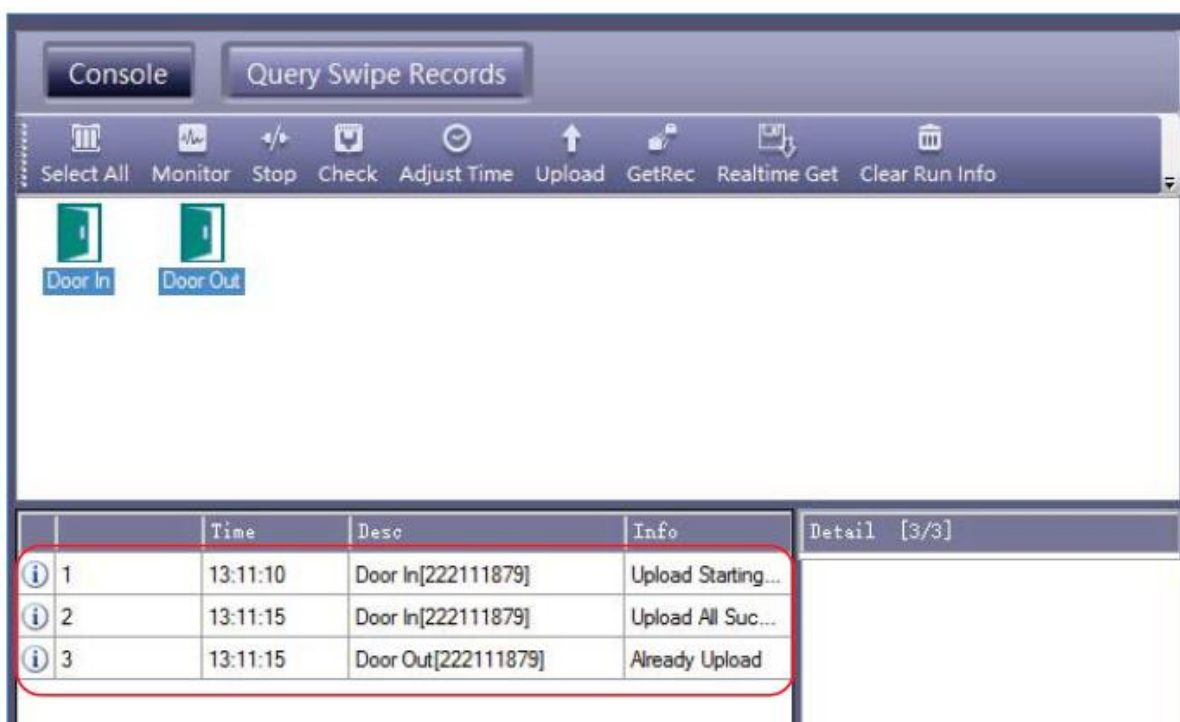 Console Query Swipe Records
Select All Monitor Stop Check Adjust Time Upload GetRec Realtime Get Clear Run Info
Door In Door Out
Time Desc Info Detail [3/3]
1 13:11:10 Door In[222111879] Upload Starting...
2 13:11:15 Door In[222111879] Upload All Suc...
3 13:11:15 Door Out[222111879] Already Upload